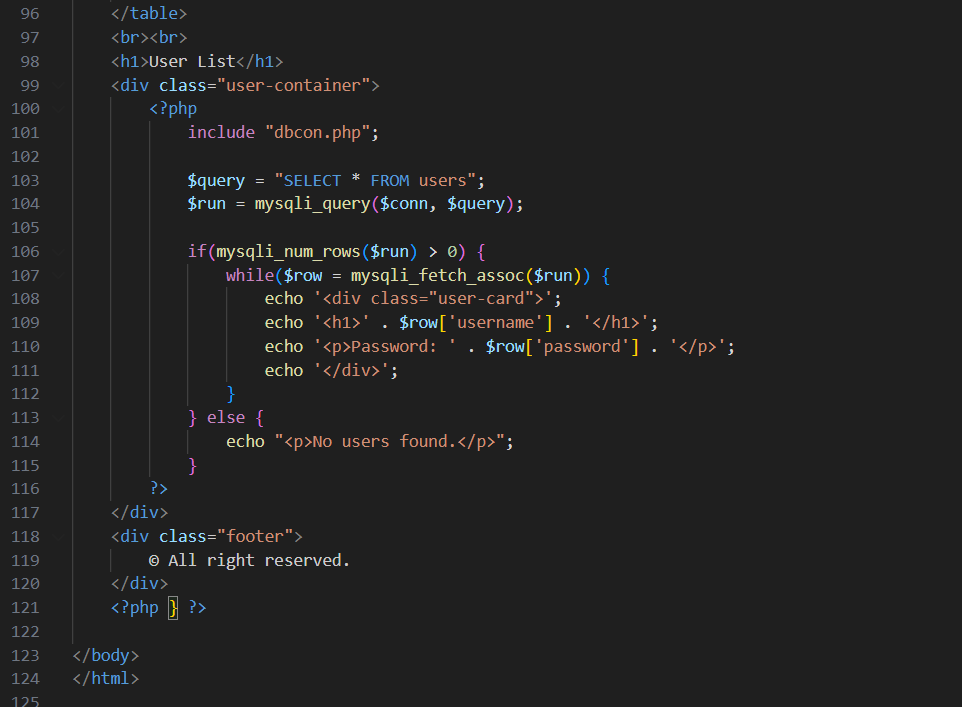 96 </table>
97 <br><br>
98 <h1>User List</h1>
99 <div class="user-container">
100 <?php
101 include "dbcon.php";
102
103 $query = "SELECT * FROM users";
104 $run = mysqli_query($conn, $query);
105
106 if(mysqli_num_rows($run) > 0) {
107 while($row = mysqli_fetch_assoc($run)) {
108 echo '<div class="user-card">';
109 echo '<h1>' . $row['username'] . '</h1>';
110 echo '<p>Password: ' . $row['password'] . '</p>';
111 echo '</div>';
112 }
113 } else {
114 echo "<p>No users found.</p>";
115 }
116 ?>
117 </div>
118 <div class="footer">
119 © All right reserved.
120 </div>
121 <?php } ?>
122
123 </body>
124 </html>
125